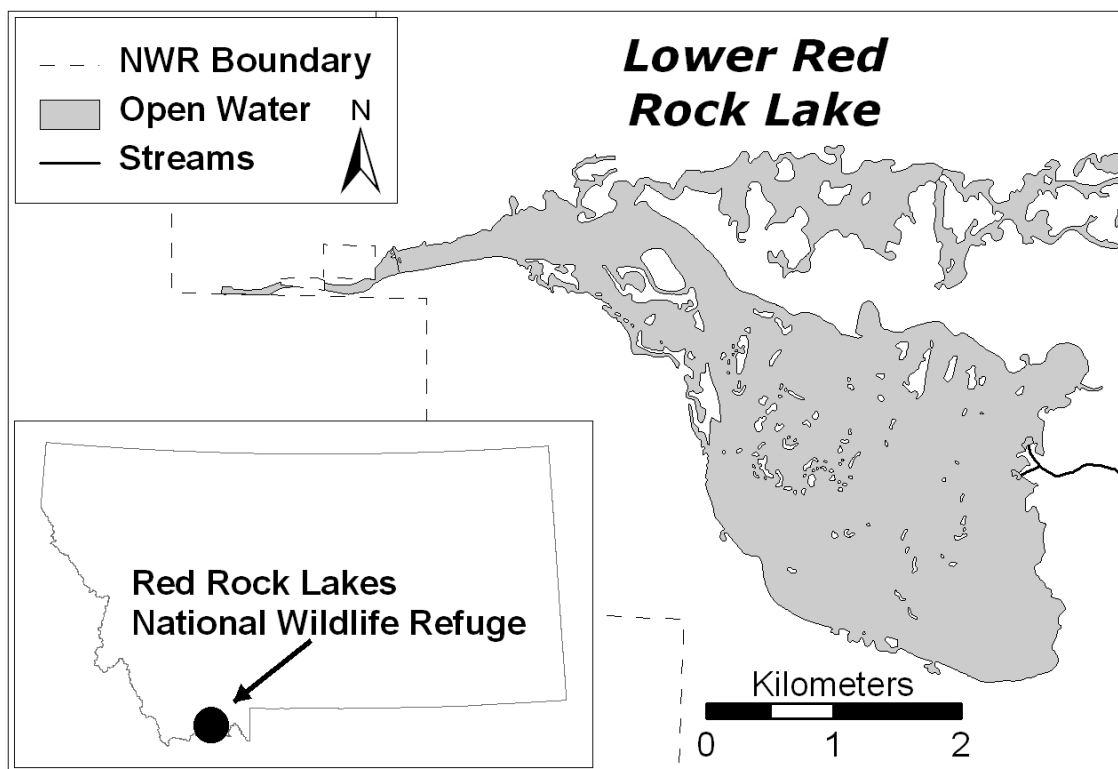 NWR Boundary
Open Water
Streams
N
Lower Red
Rock Lake
Red Rock Lakes
National Wildlife Refuge
Kilometers
0 1 2